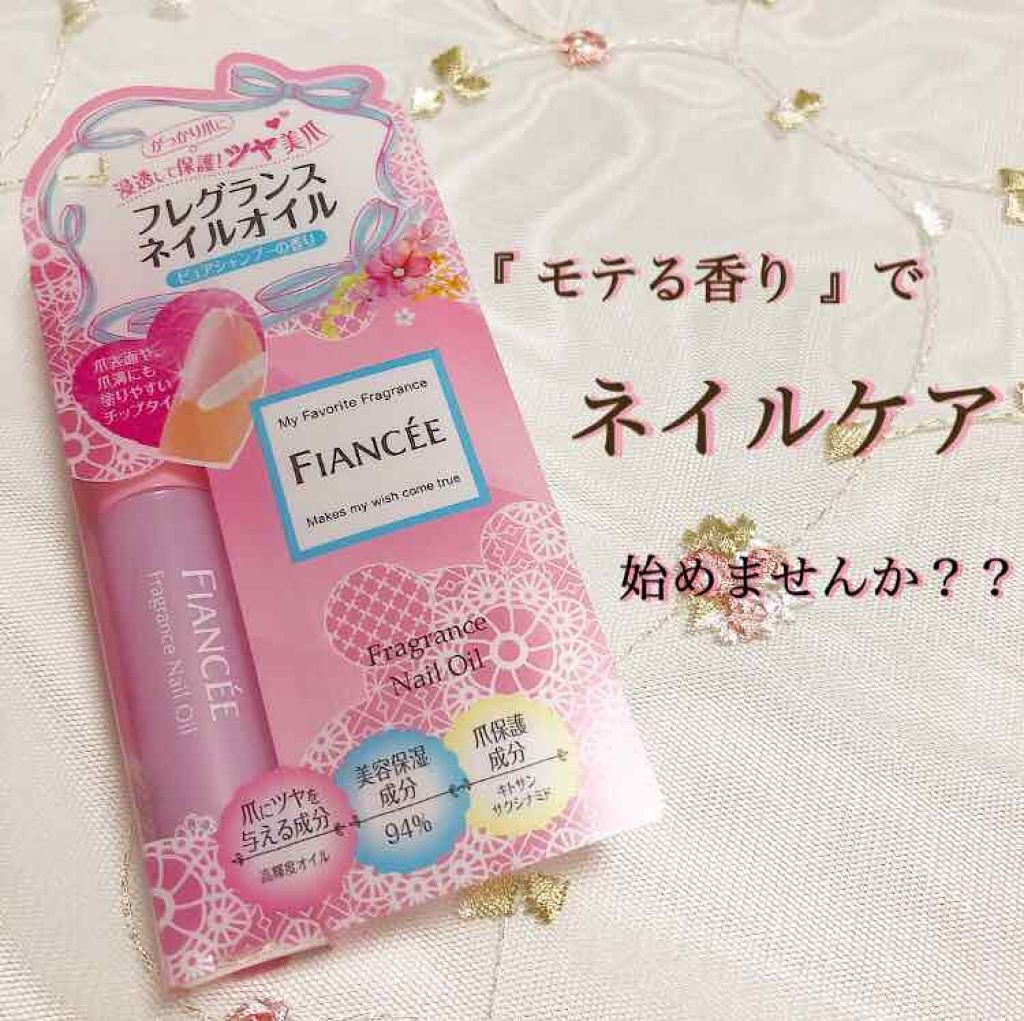 がっかり爪に
浸透して保護!ツヤ美爪
フレグランス
ネイルオイル
ピュアシャンプーの香り
爪表面や、
爪溝にも
塗りやすい
チップタイ
My Favorite Fragrance
FIANCÉE
Makes my wish come true
FIANCÉE
Fragrance Nail Oil
Fragrance
Nail Oil
爪にツヤを
与える成分
高輝度オイル
美容保湿
成分
94%
爪保護
成分
キトサン
サクシナミド
『 モテる香り 』で
ネイルケア
始めませんか??